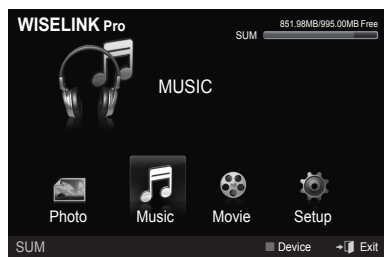 WISELINK Pro
851.98MB/995.00MB Free
SUM
MUSIC
Photo Music Movie Setup
SUM Device Exit